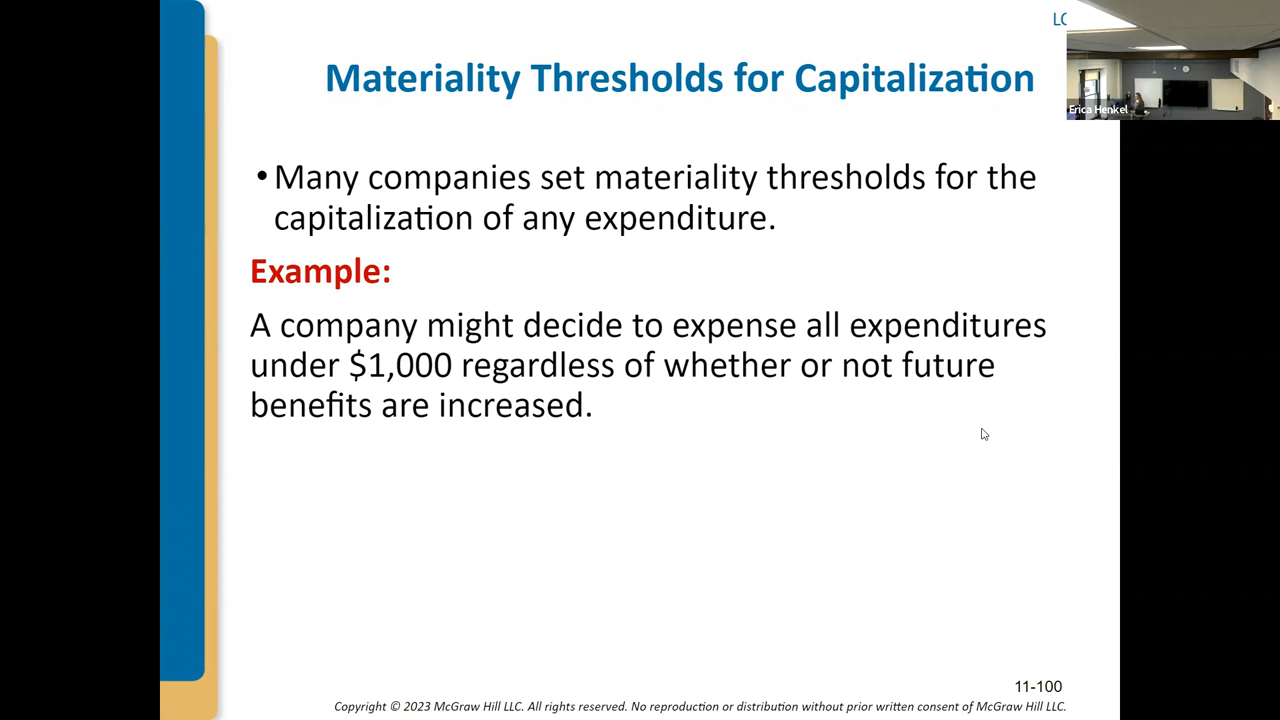 LO
Materiality Thresholds for Capitalization
Erica Henkel
• Many companies set materiality thresholds for the
capitalization of any expenditure.
Example:
A company might decide to expense all expenditures
under $1,000 regardless of whether or not future
benefits are increased.
11-100
Copyright © 2023 McGraw Hill LLC. All rights reserved. No reproduction or distribution without prior written consent of McGraw Hill LLC.